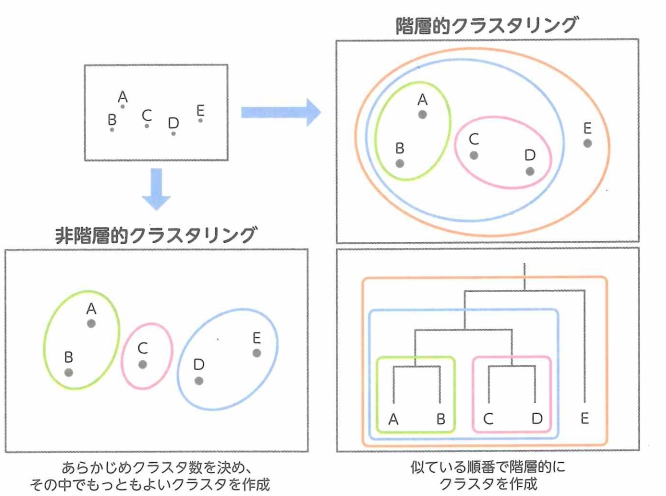 階層的クラスタリング
A
B
C
D
E
A
B
C
D
E
非階層的クラスタリング
A
B
C
D
E
A
B
C
D
E
あらかじめクラスタ数を決め、
その中でもっともよいクラスタを作成
似ている順番で階層的に
クラスタを作成